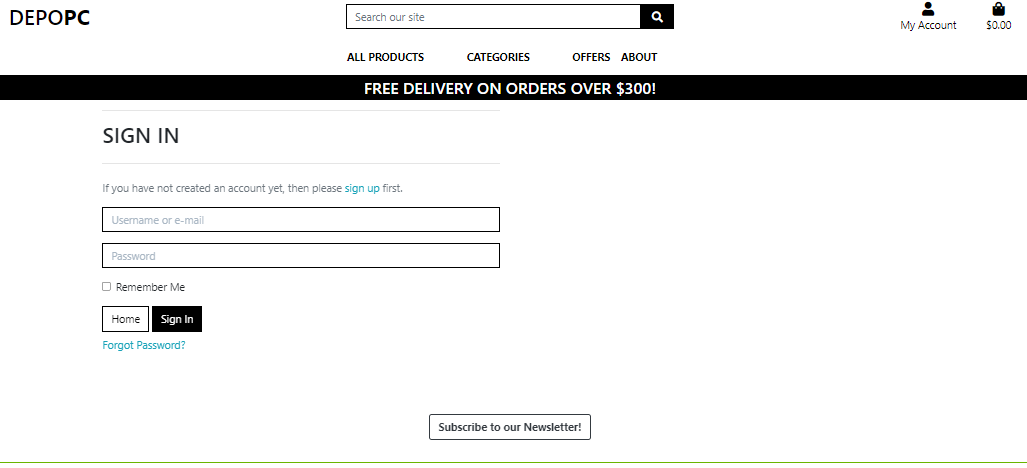 DEPOPC
Search our site
My Account
$0.00
ALL PRODUCTS CATEGORIES OFFERS ABOUT
FREE DELIVERY ON ORDERS OVER $300!
SIGN IN
If you have not created an account yet, then please sign up first.
Username or e-mail
Password
Remember Me
Home Sign In
Forgot Password?
Subscribe to our Newsletter!